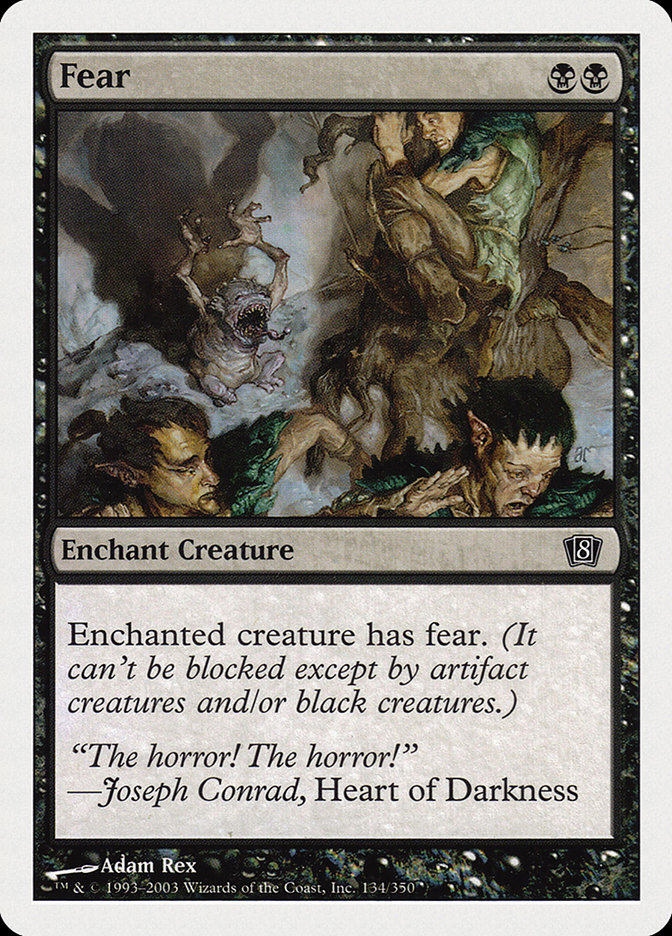 Fear
ar
Enchant Creature
8
Enchanted creature has fear. (It
can't be blocked except by artifact
creatures and/or black creatures.)
“The horror! The horror!”
—Joseph Conrad, Heart of Darkness
Adam Rex
™ & © 1993–2003 Wizards of the Coast, Inc. 134/350